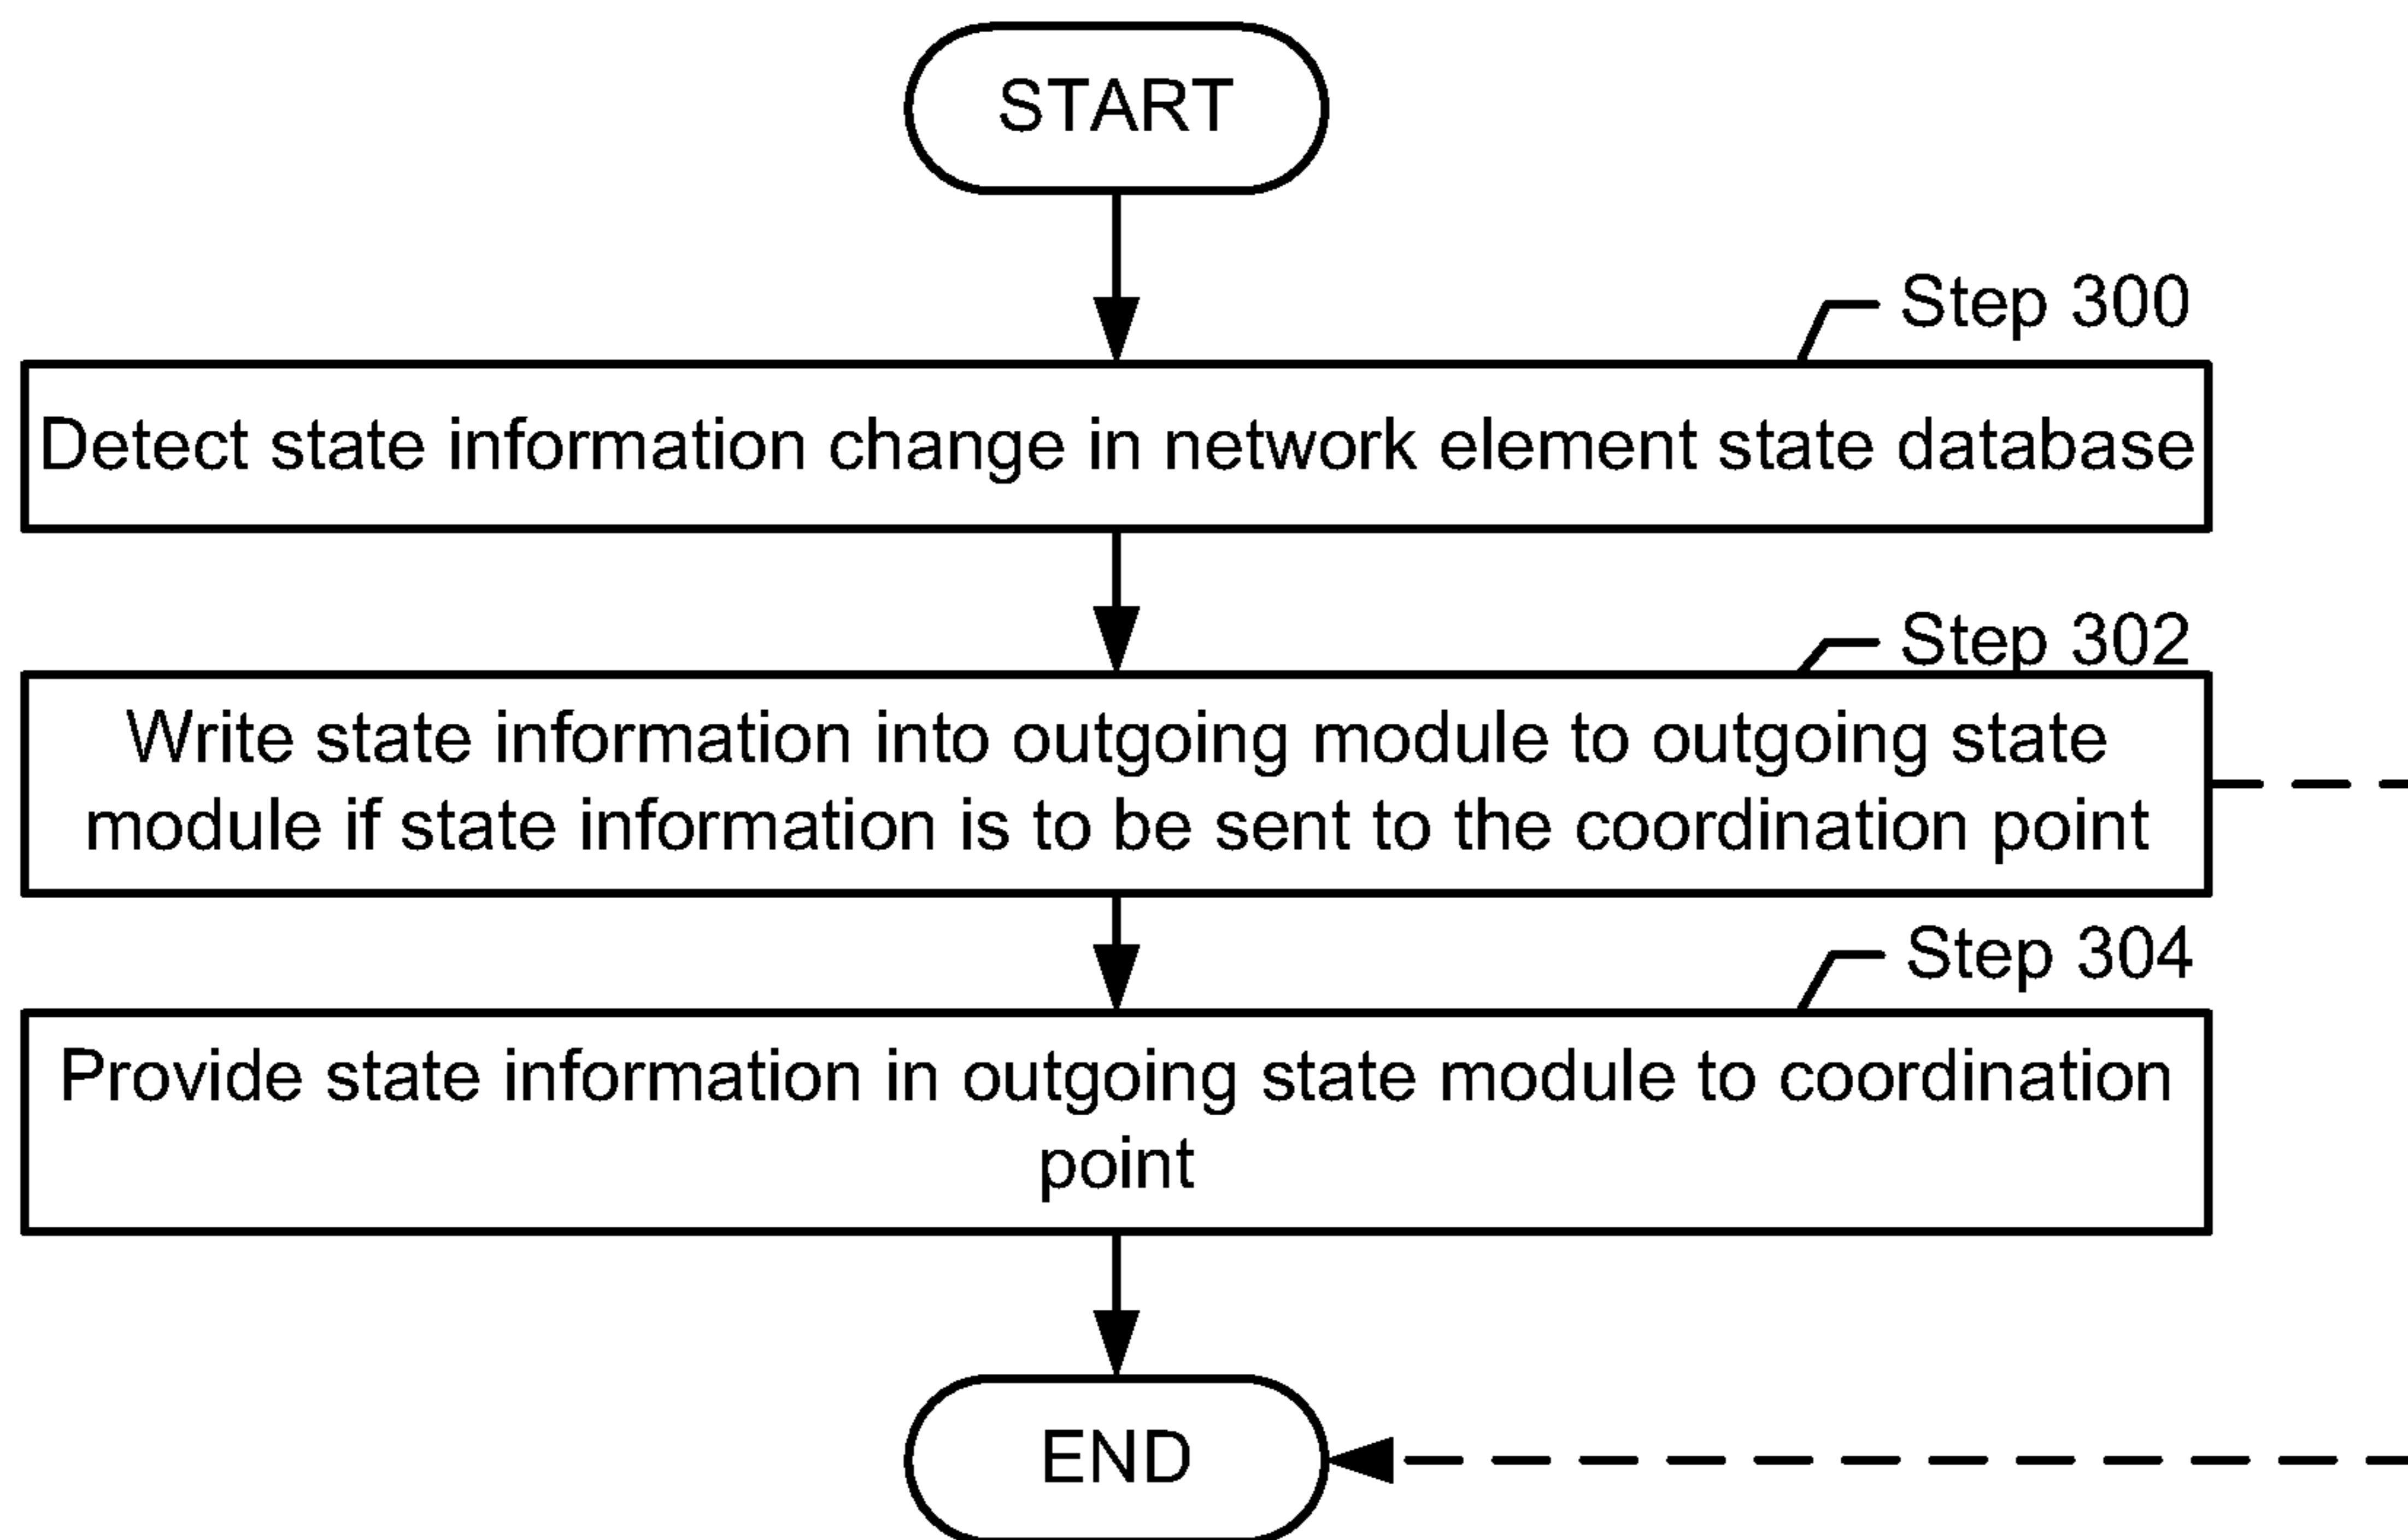 START
Step 300
Detect state information change in network element state database
Step 302
Write state information into outgoing module to outgoing state
module if state information is to be sent to the coordination point
Step 304
Provide state information in outgoing state module to coordination
point
END